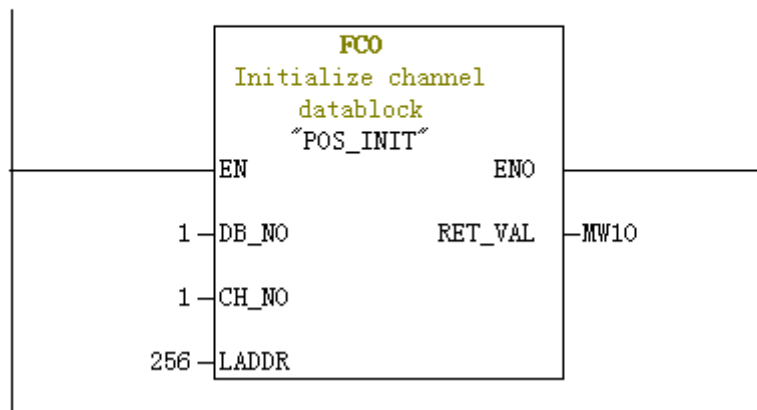 FC0
Initialize channel
datablock
"POS_INIT"
EN ENO
1 DB_NO RET_VAL MW10
1 CH_NO
256 LADDR